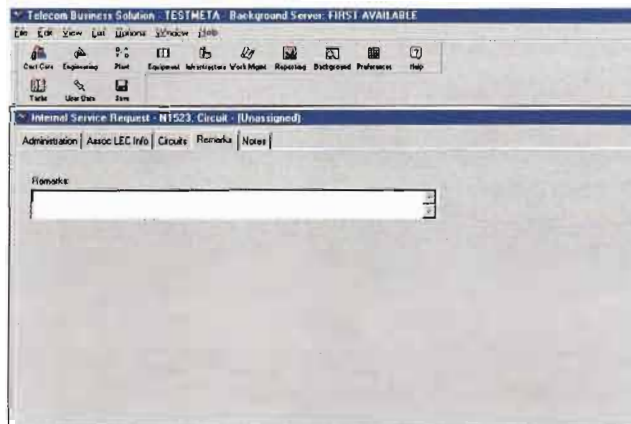 Telecom Business Solution - TESTMETA - Background Server: FIRST AVAILABLE
File Edit View List Options Window Help
Cust Care Engineering Plant Equipment Infrastructure Work Mgmt Reporting Background Preferences Help
Tasks User Data Save
Internal Service Request - N1523, Circuit - (Unassigned)
Administration Assoc LEC Info Circuits Remarks Notes
Remarks: